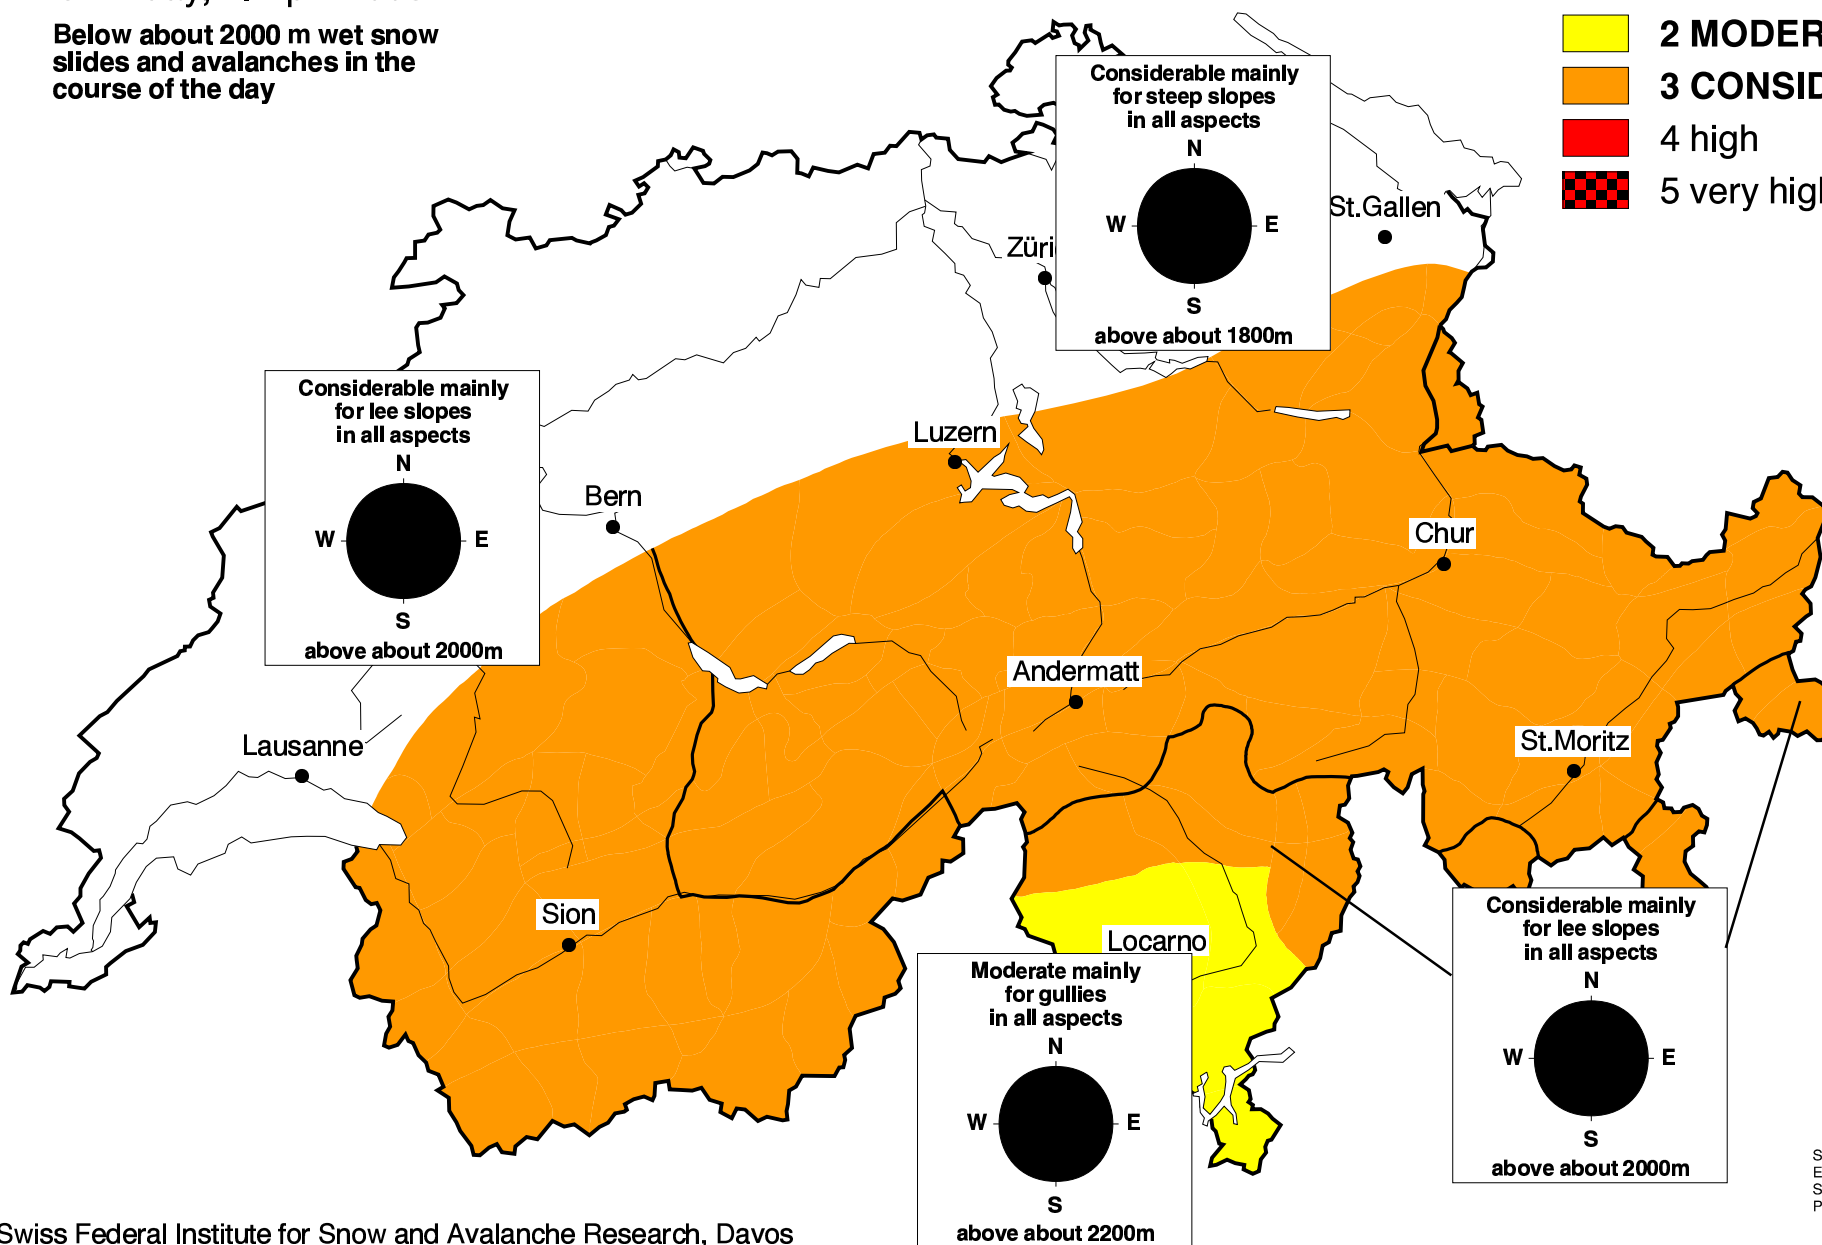 Below about 2000 m wet snow
slides and avalanches in the
course of the day
2 MODER
3 CONSID
4 high
5 very high
Considerable mainly
for steep slopes
in all aspects
N
W
E
S
above about 1800m
St.Gallen
Züri
Considerable mainly
for lee slopes
in all aspects
N
W
E
S
above about 2000m
Luzern
Bern
Chur
Andermatt
Lausanne
St.Moritz
Sion
Locarno
Considerable mainly
for lee slopes
in all aspects
N
W
E
S
above about 2000m
Moderate mainly
for gullies
in all aspects
N
W
E
S
above about 2200m
S
E
S
P
Swiss Federal Institute for Snow and Avalanche Research, Davos